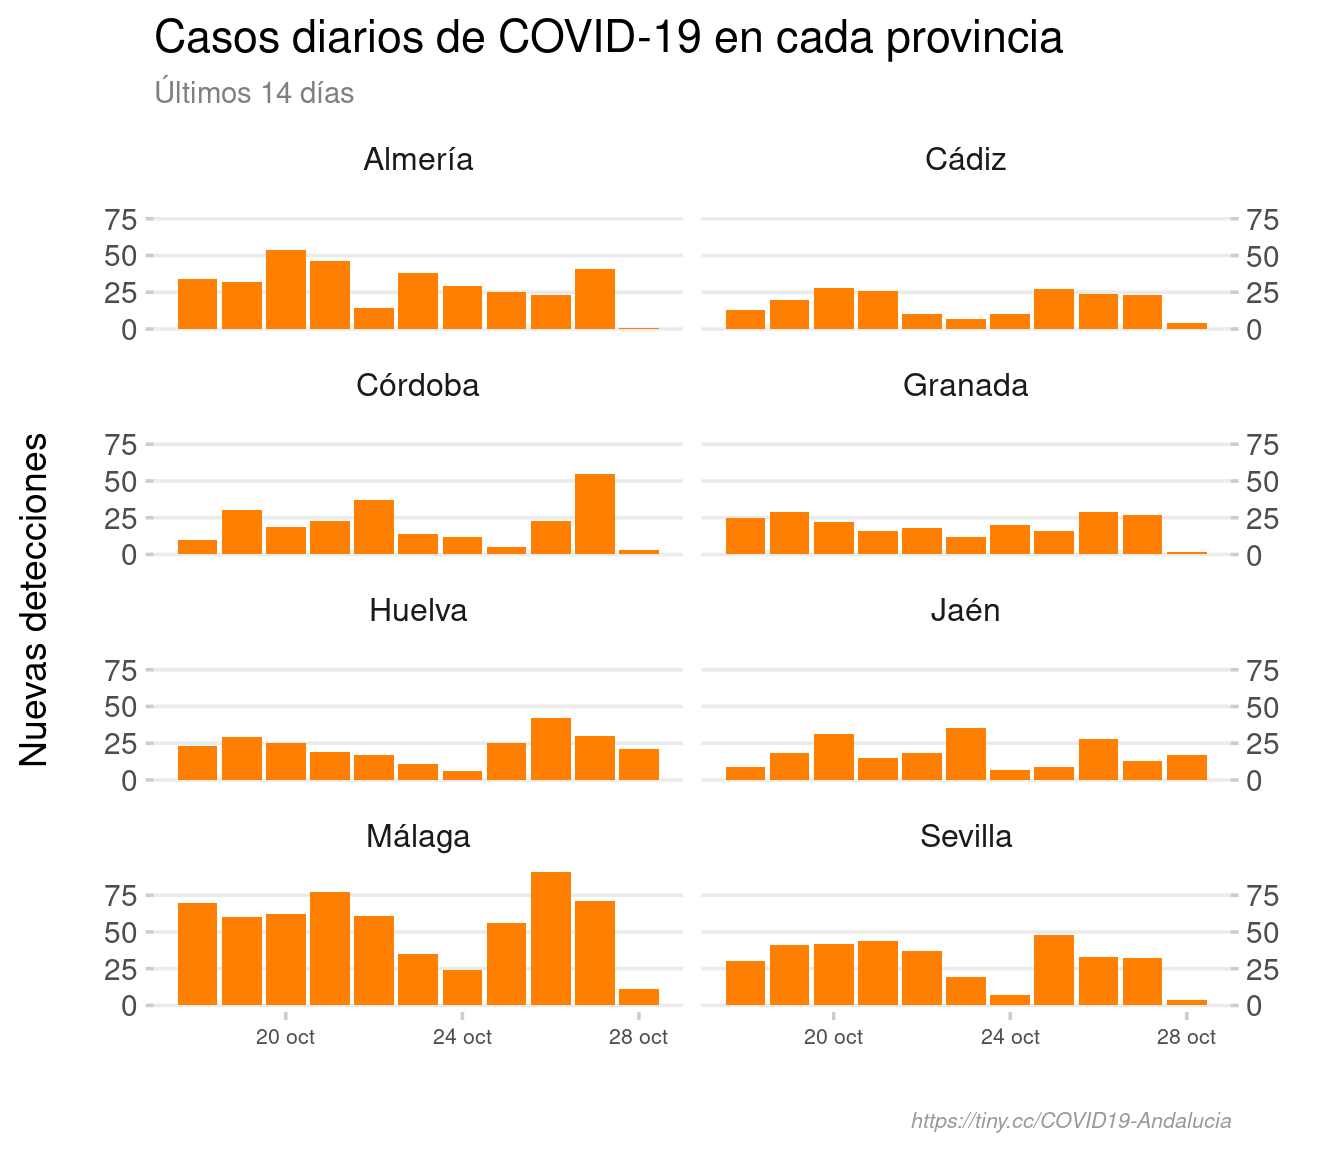 Casos diarios de COVID-19 en cada provincia
Últimos 14 días
Nuevas detecciones
Almería
Cádiz
75
50
25
0
75
50
25
0
Córdoba
Granada
75
50
25
0
75
50
25
0
Huelva
Jaén
75
50
25
0
75
50
25
0
Málaga
Sevilla
75
50
25
0
75
50
25
0
20 oct
24 oct
28 oct
20 oct
24 oct
28 oct
https://tiny.cc/COVID19-Andalucia